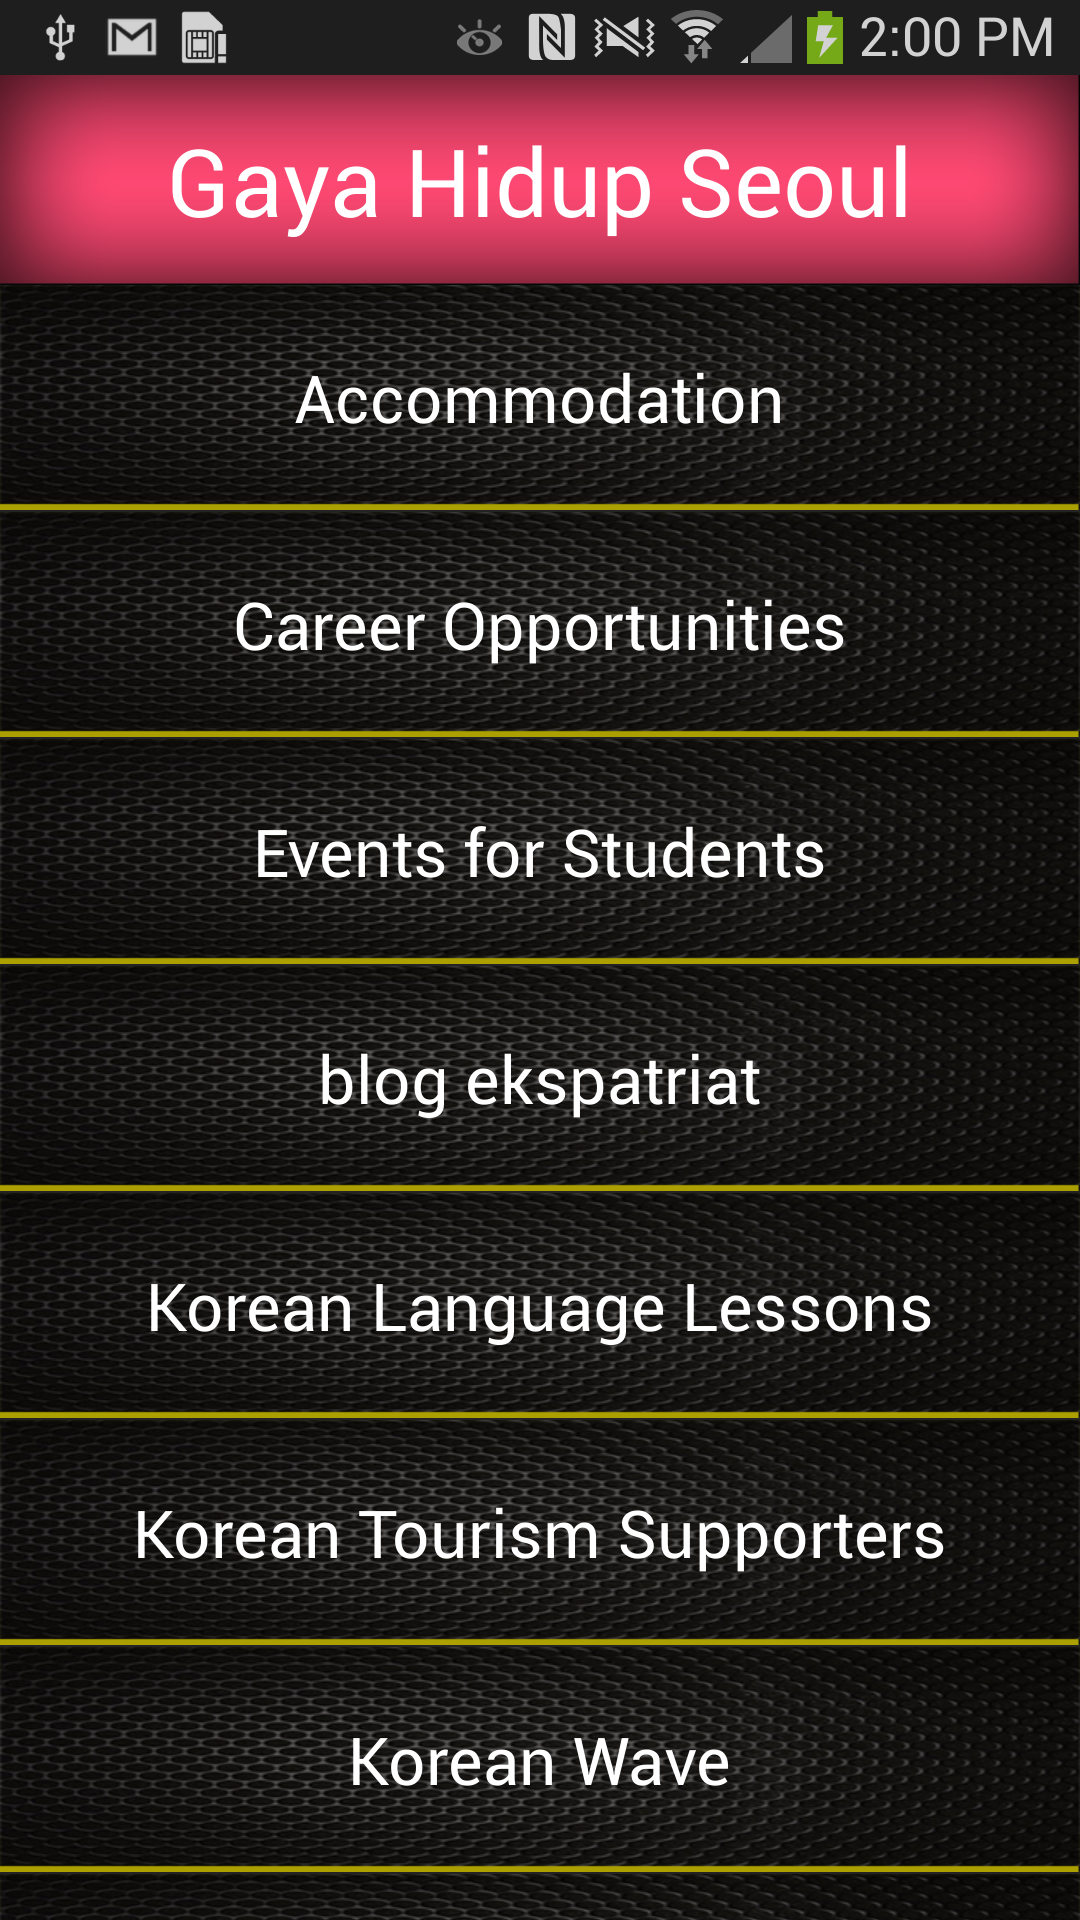 2:00 PM
Gaya Hidup Seoul
Accommodation
Career Opportunities
Events for Students
blog ekspatriat
Korean Language Lessons
Korean Tourism Supporters
Korean Wave